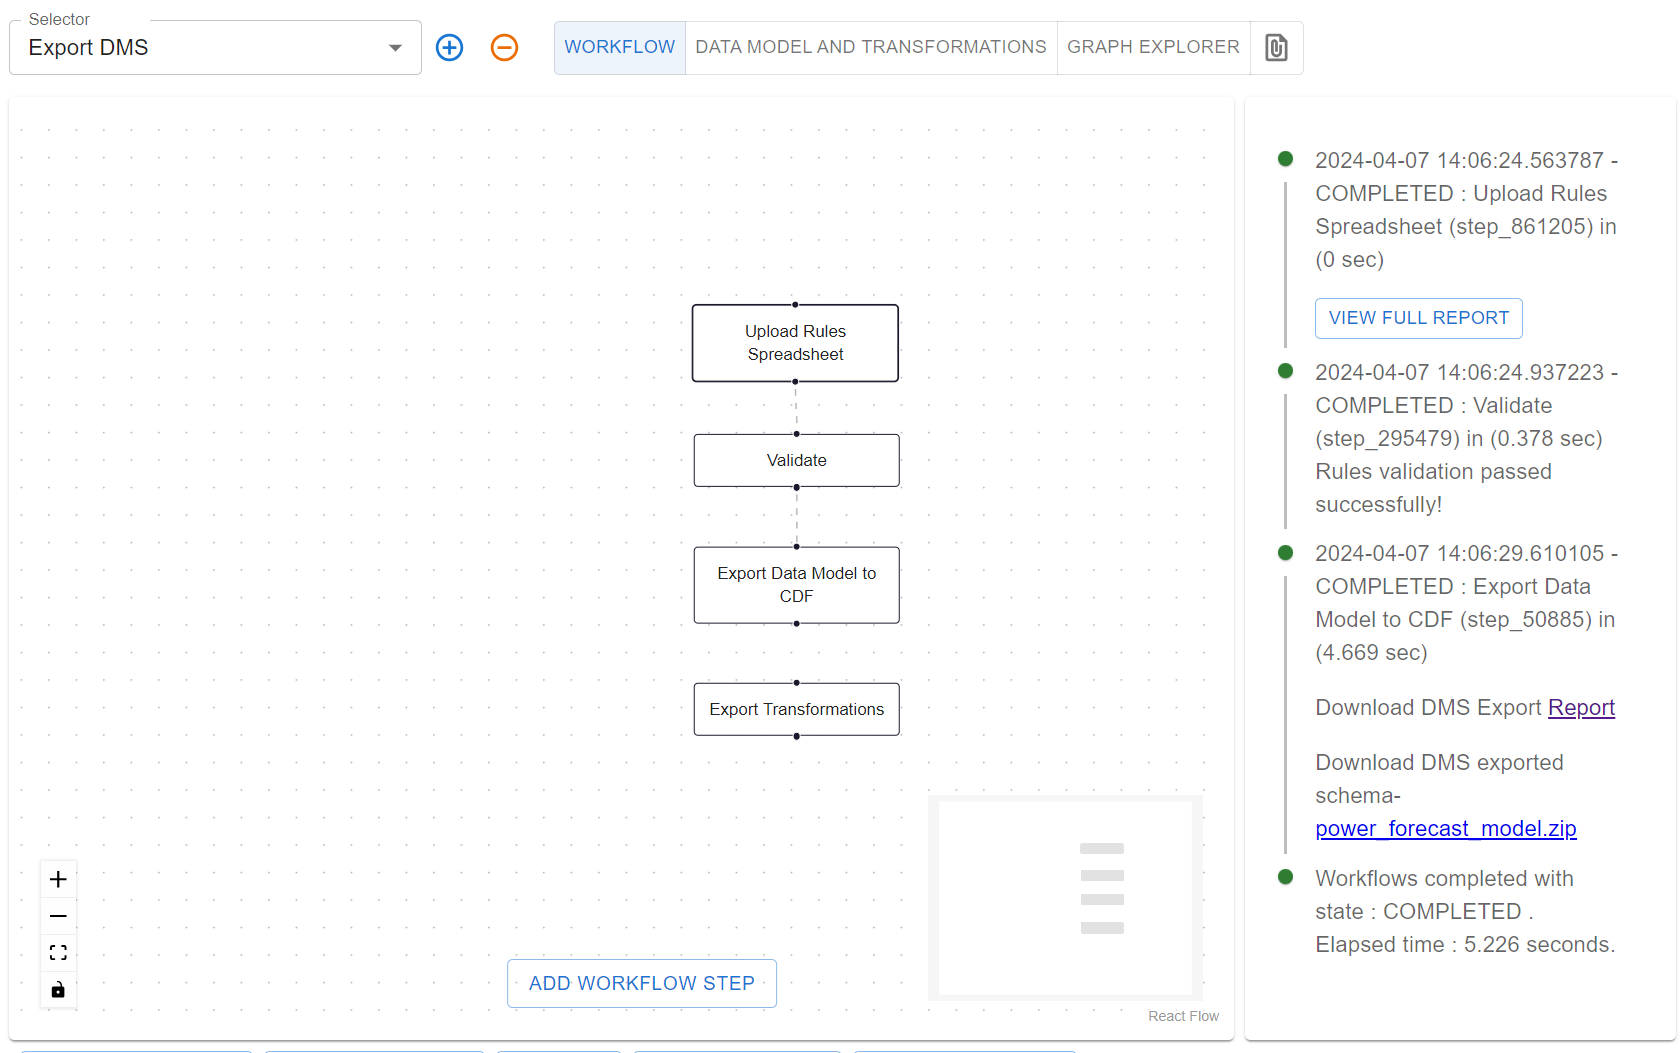 Selector
Export DMS
WORKFLOW
DATA MODEL AND TRANSFORMATIONS
GRAPH EXPLORER
Upload Rules
Spreadsheet
Validate
Export Data Model to
CDF
Export Transformations
ADD WORKFLOW STEP
React Flow
2024-04-07 14:06:24.563787 -
COMPLETED : Upload Rules
Spreadsheet (step_861205) in
(0 sec)
VIEW FULL REPORT
2024-04-07 14:06:24.937223 -
COMPLETED : Validate
(step_295479) in (0.378 sec)
Rules validation passed
successfully!
2024-04-07 14:06:29.610105 -
COMPLETED : Export Data
Model to CDF (step_50885) in
(4.669 sec)
Download DMS Export Report
Download DMS exported
schema-
power_forecast_model.zip
Workflows completed with
state : COMPLETED .
Elapsed time : 5.226 seconds.